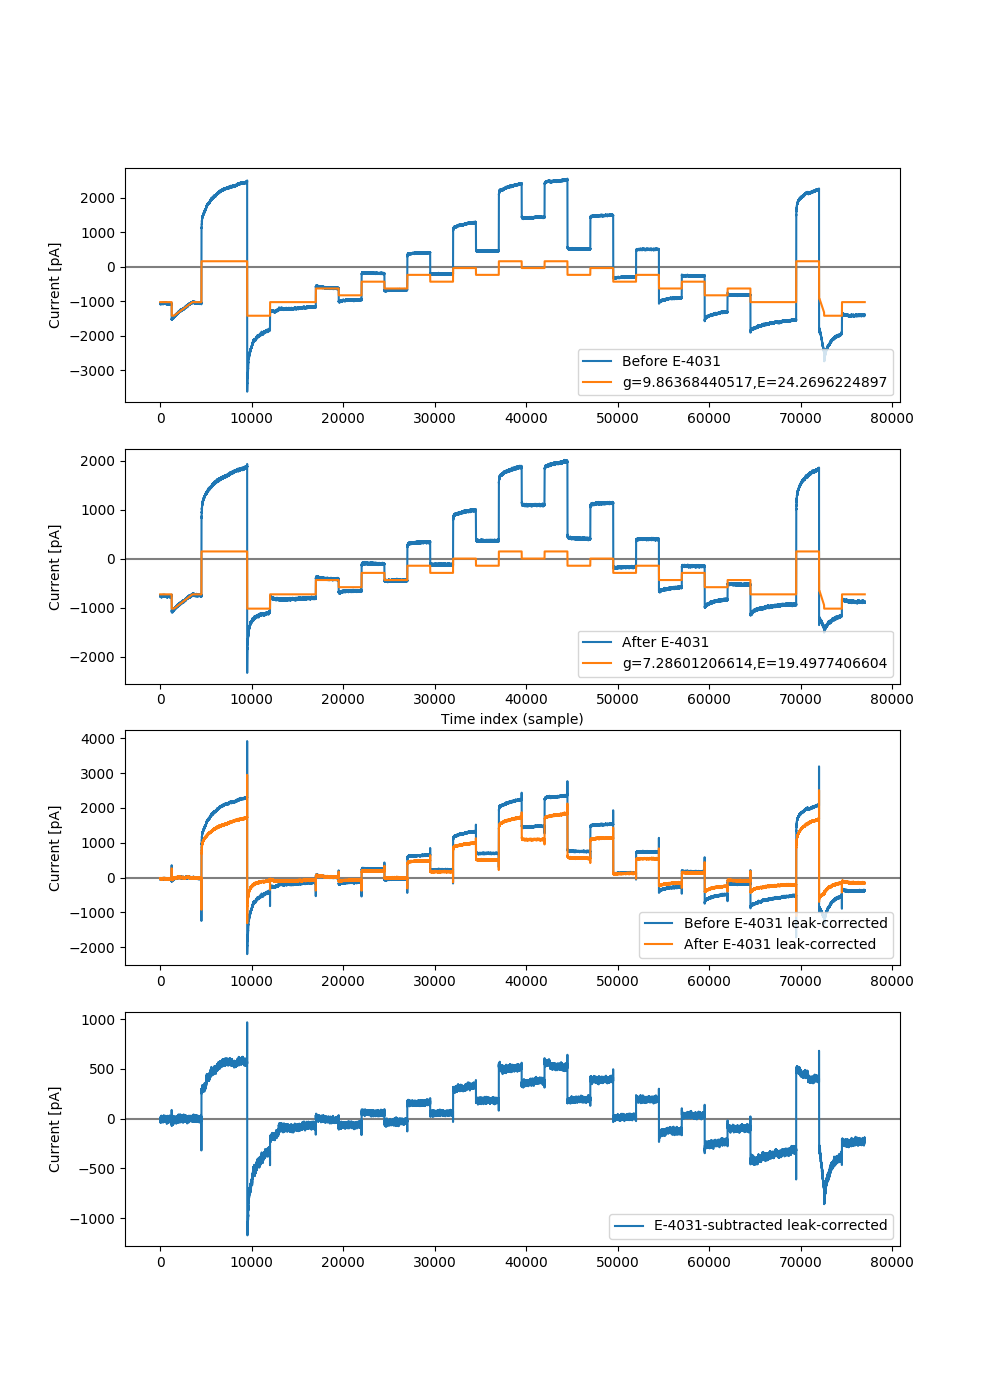 2000
1000
0
−1000
−2000
−3000
Current [pA]
Before E-4031
g=9.86368440517,E=24.2696224897
0 10000 20000 30000 40000 50000 60000 70000 80000
2000
1000
0
−1000
−2000
Current [pA]
After E-4031
g=7.28601206614,E=19.4977406604
0 10000 20000 30000 40000 50000 60000 70000 80000
Time index (sample)
4000
3000
2000
1000
0
−1000
−2000
Current [pA]
Before E-4031 leak-corrected
After E-4031 leak-corrected
0 10000 20000 30000 40000 50000 60000 70000 80000
1000
500
0
−500
−1000
Current [pA]
E-4031-subtracted leak-corrected
0 10000 20000 30000 40000 50000 60000 70000 80000